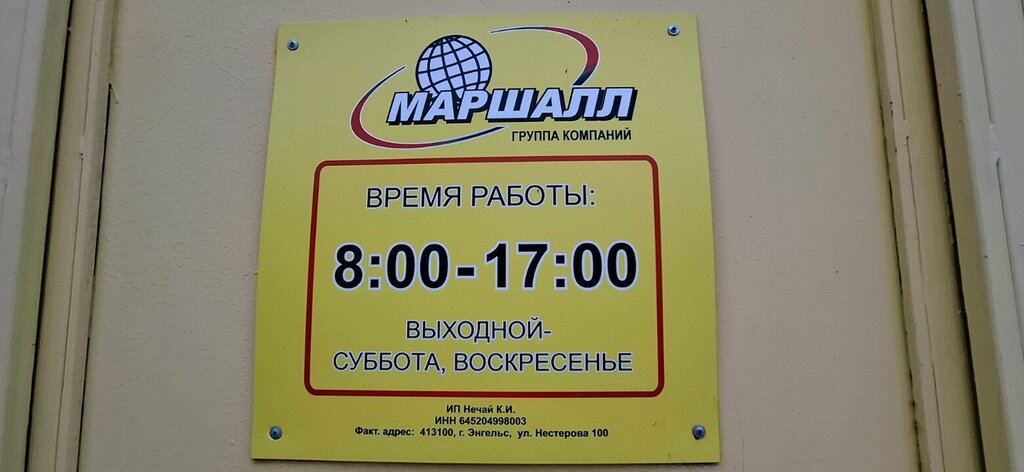 МАРШАЛЛ
ГРУППА КОМПАНИЙ
ВРЕМЯ РАБОТЫ:
8:00-17:00
ВЫХОДНОЙ-
СУББОТА, ВОСКРЕСЕНЬЕ
ИП Нечай К.И.
ИНН 645204998003
Факт. адрес: 413100, г. Энгельс, ул. Нестерова 100